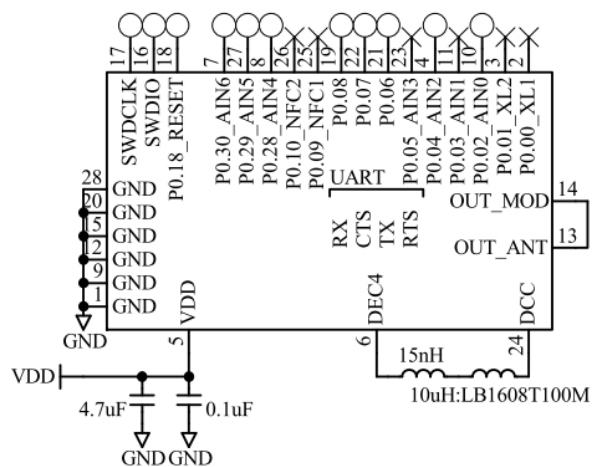 17 16 18 7 27 8 26 25 19 22 21 23 4 11 10 3 2
SWDCLK
SWDIO
P0.18_RESET
P0.30_AIN6
P0.29_AIN5
P0.28_AIN4
P0.10_NFC2
P0.09_NFC1
P0.08
P0.07
P0.06
P0.05_AIN3
P0.04_AIN2
P0.03_AIN1
P0.02_AIN0
P0.01_XL2
P0.00_XL1
UART
RX
CTS
TX
RTS
28 GND
20 GND
15 GND
12 GND
9 GND
1 GND
GND
OUT_MOD 14
OUT_ANT 13
VDD
5
DEC4
6
DCC
24
15nH
10uH:LB1608T100M
VDD
4.7uF
0.1uF
GND GND